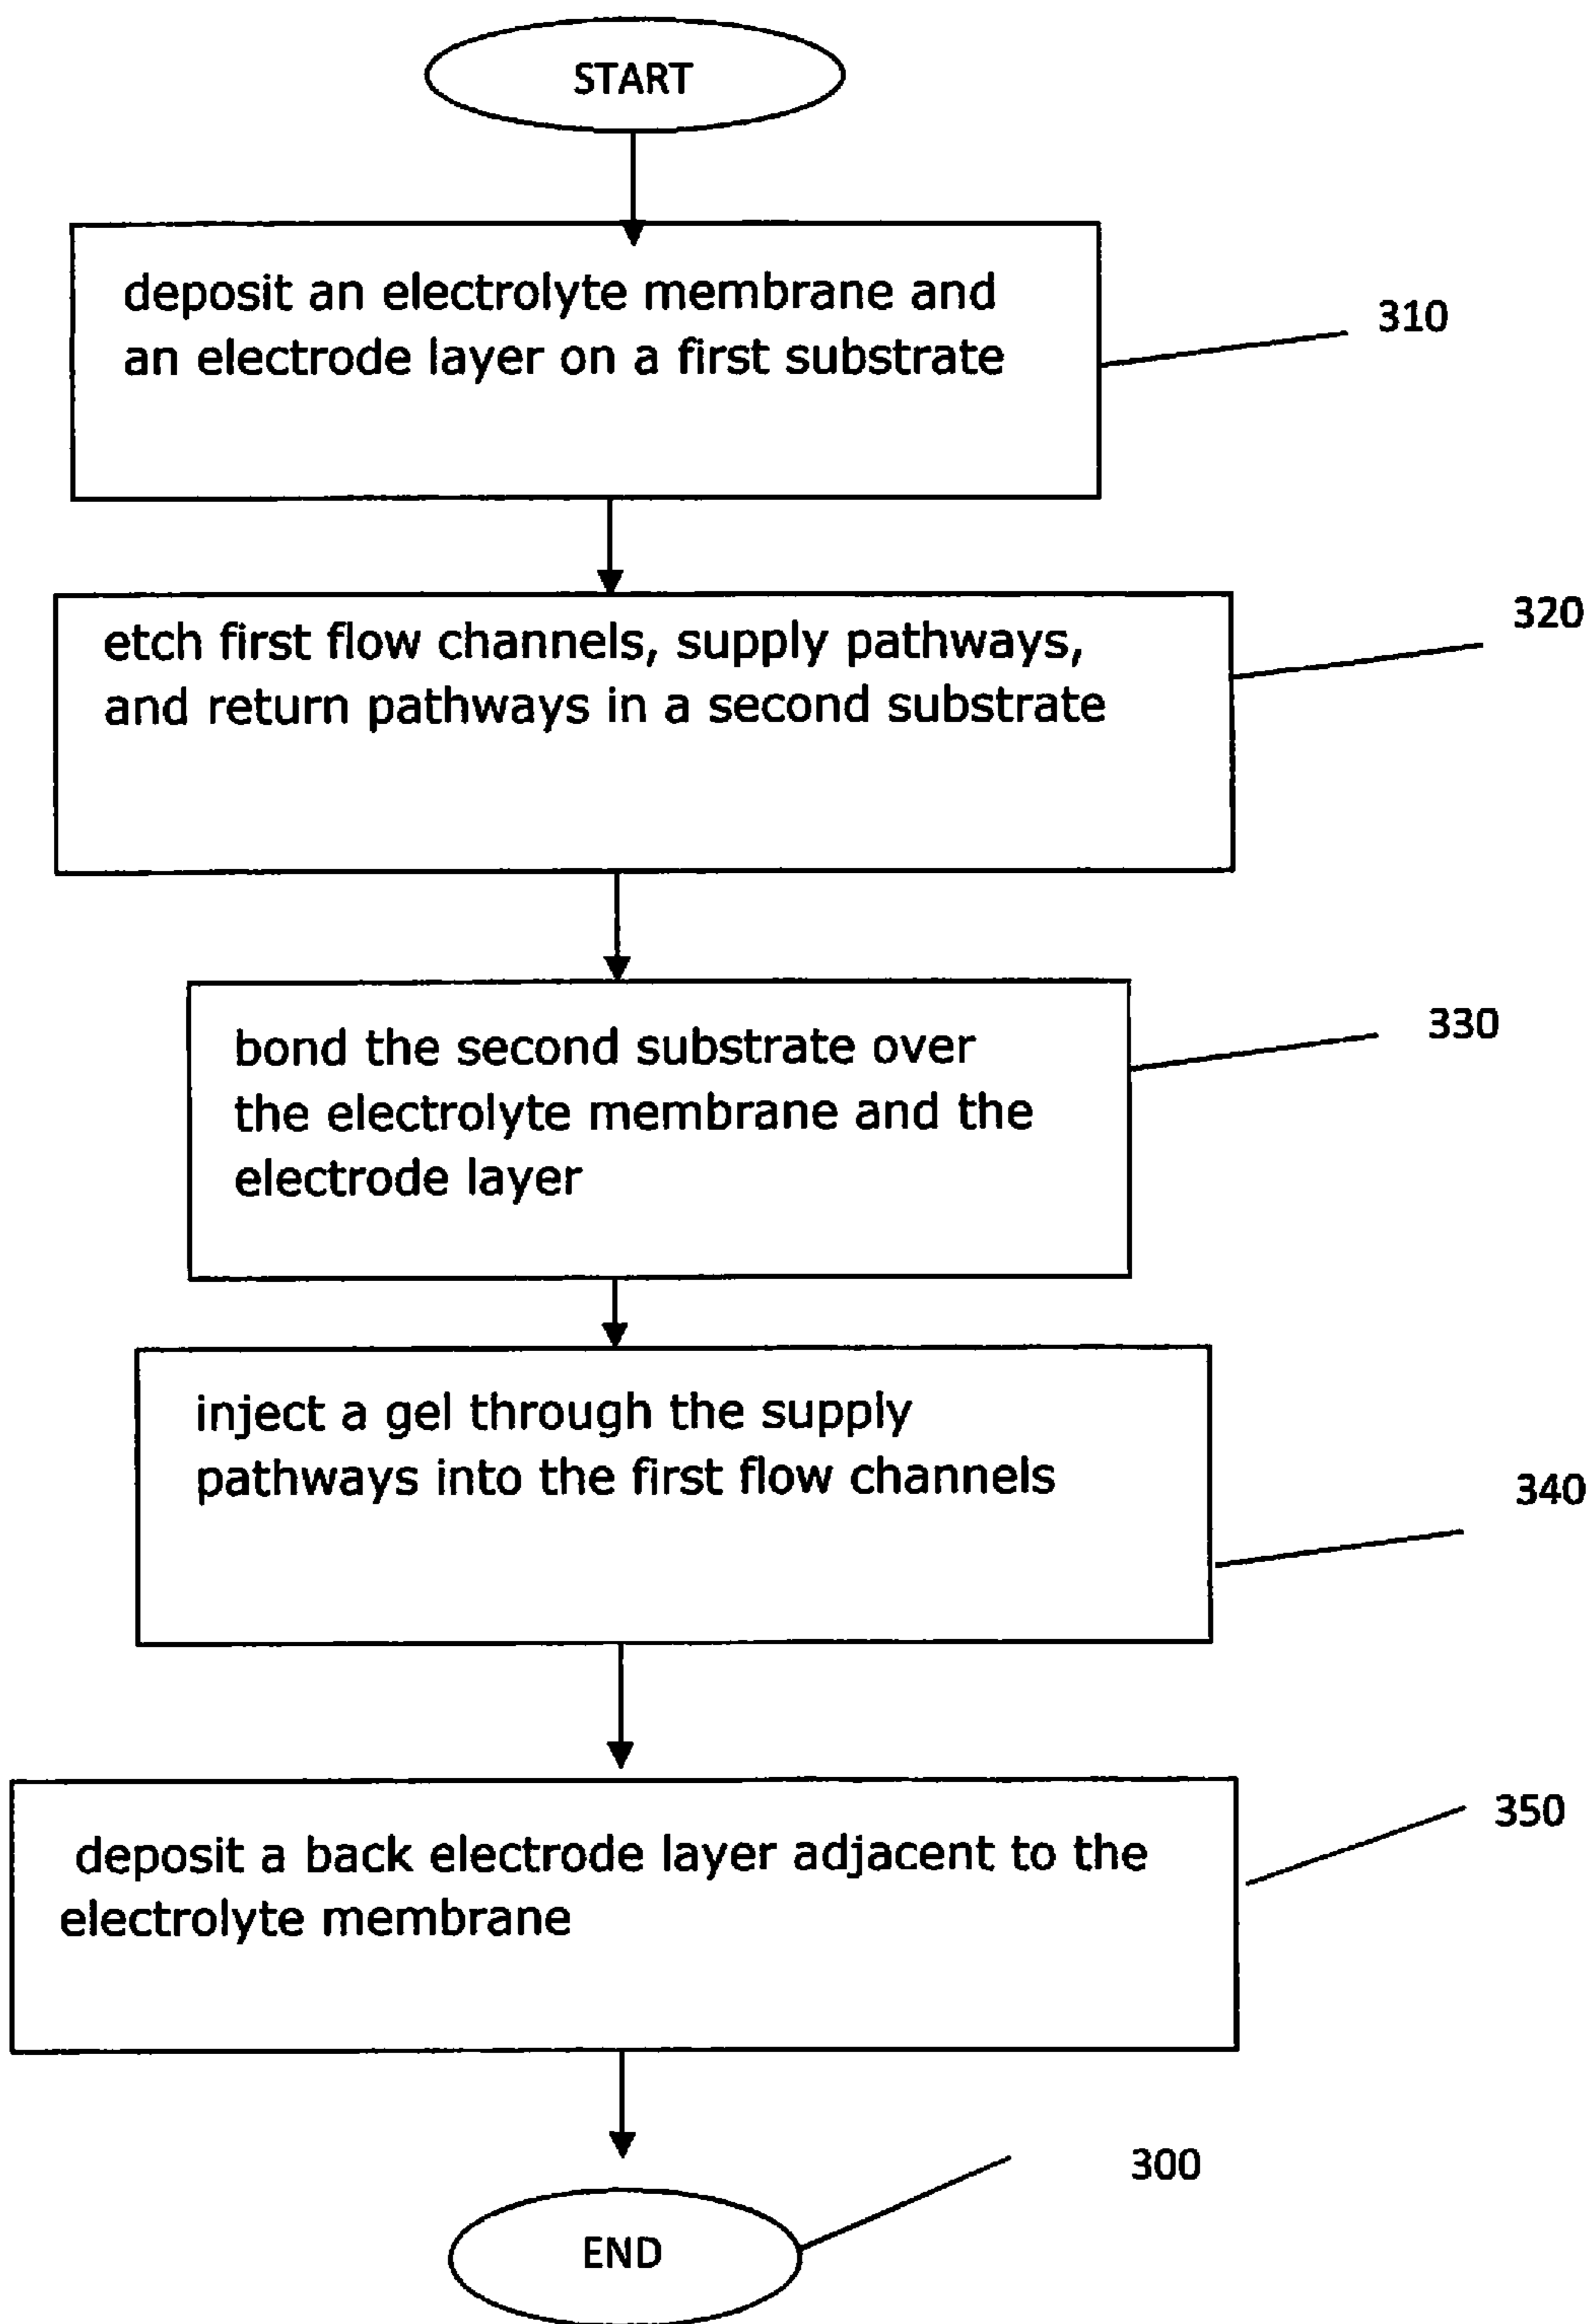 START
deposit an electrolyte membrane and
an electrode layer on a first substrate
310
etch first flow channels, supply pathways,
and return pathways in a second substrate
320
bond the second substrate over
the electrolyte membrane and the
electrode layer
330
inject a gel through the supply
pathways into the first flow channels
340
deposit a back electrode layer adjacent to the
electrolyte membrane
350
300
END